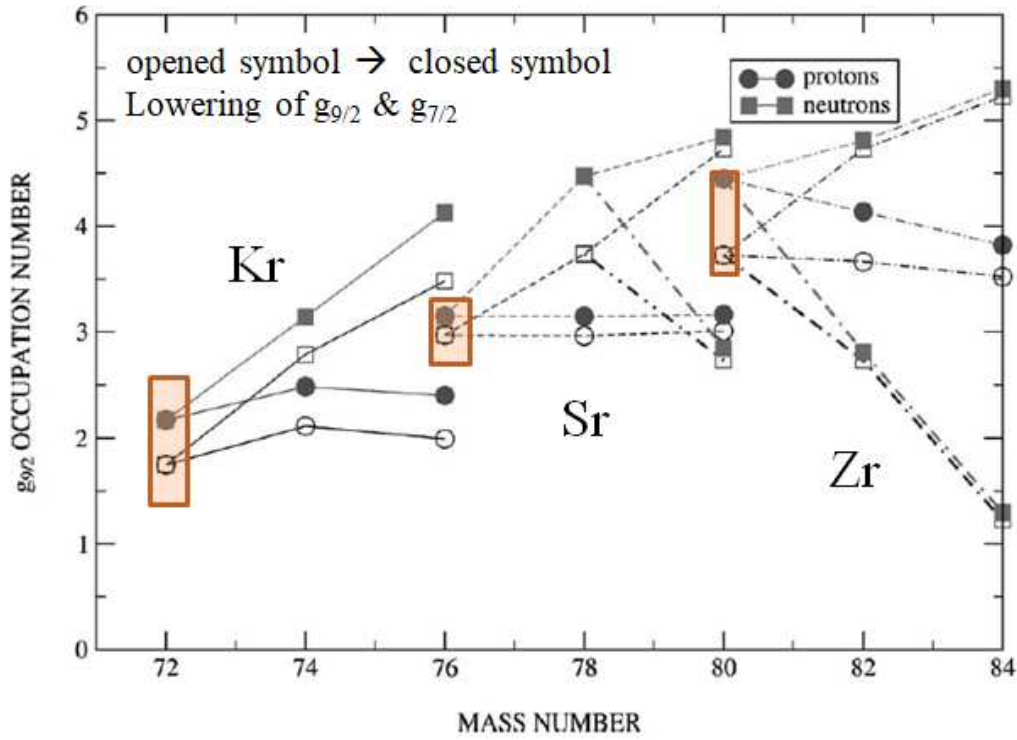 6
5
4
3
2
1
0
g9/2 OCCUPATION NUMBER
opened symbol → closed symbol
Lowering of g9/2 & g7/2
protons
neutrons
Kr
Sr
Zr
72 74 76 78 80 82 84
MASS NUMBER